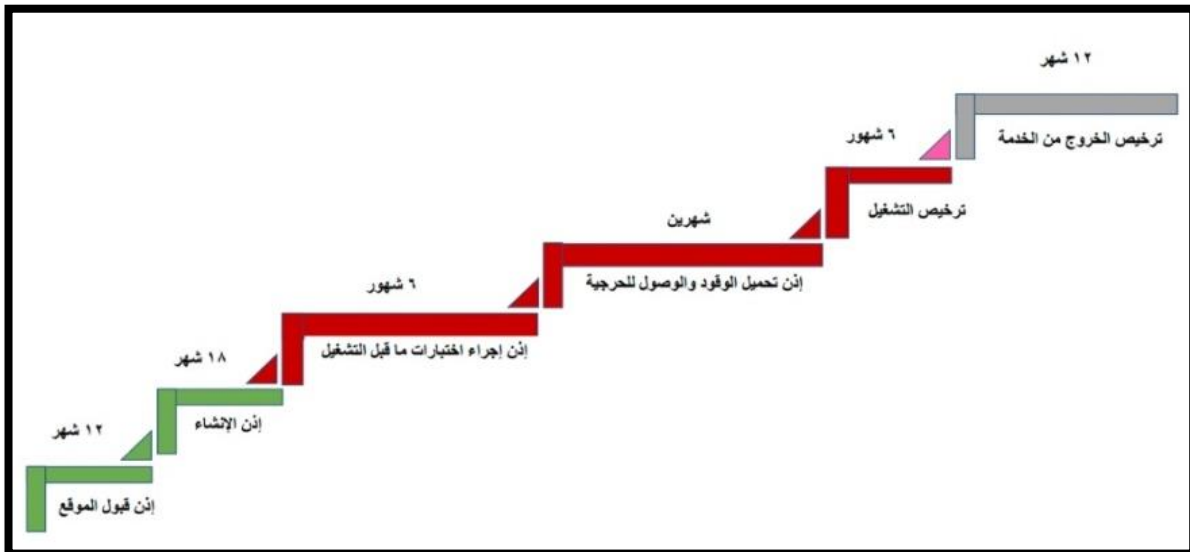 ١٢ شهر
ترخيص الخروج من الخدمة
٦ شهور
ترخيص التشغيل
شهرين
إذن تحميل الوقود والوصول للحرجية
٦ شهور
إذن إجراء اختبارات ما قبل التشغيل
١٨ شهر
إذن الإنشاء
١٢ شهر
إذن قبول الموقع